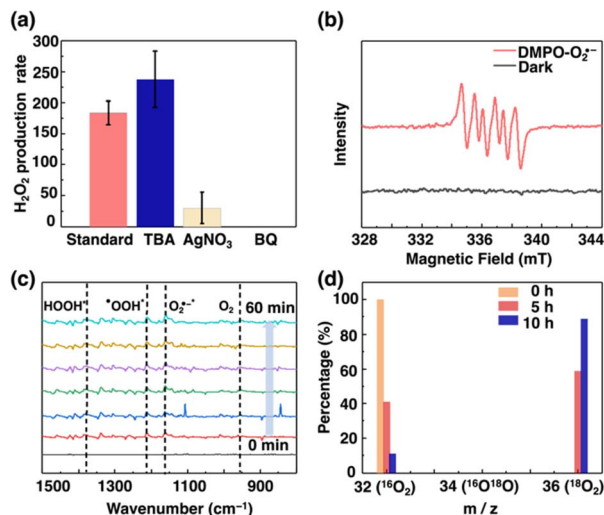 (a)
H₂O₂ production rate
300
250
200
150
100
50
0
Standard TBA AgNO₃ BQ
(b)
DMPO-O₂•−
Dark
Intensity
328 332 336 340 344
Magnetic Field (mT)
(c)
HOOH* •OOH* O₂•−* O₂ 60 min
0 min
1500 1300 1100 900
Wavenumber (cm⁻¹)
(d)
0 h
5 h
10 h
Percentage (%)
100
80
60
40
20
0
32 (¹⁶O₂) 34 (¹⁶O¹⁸O) 36 (¹⁸O₂)
m / z